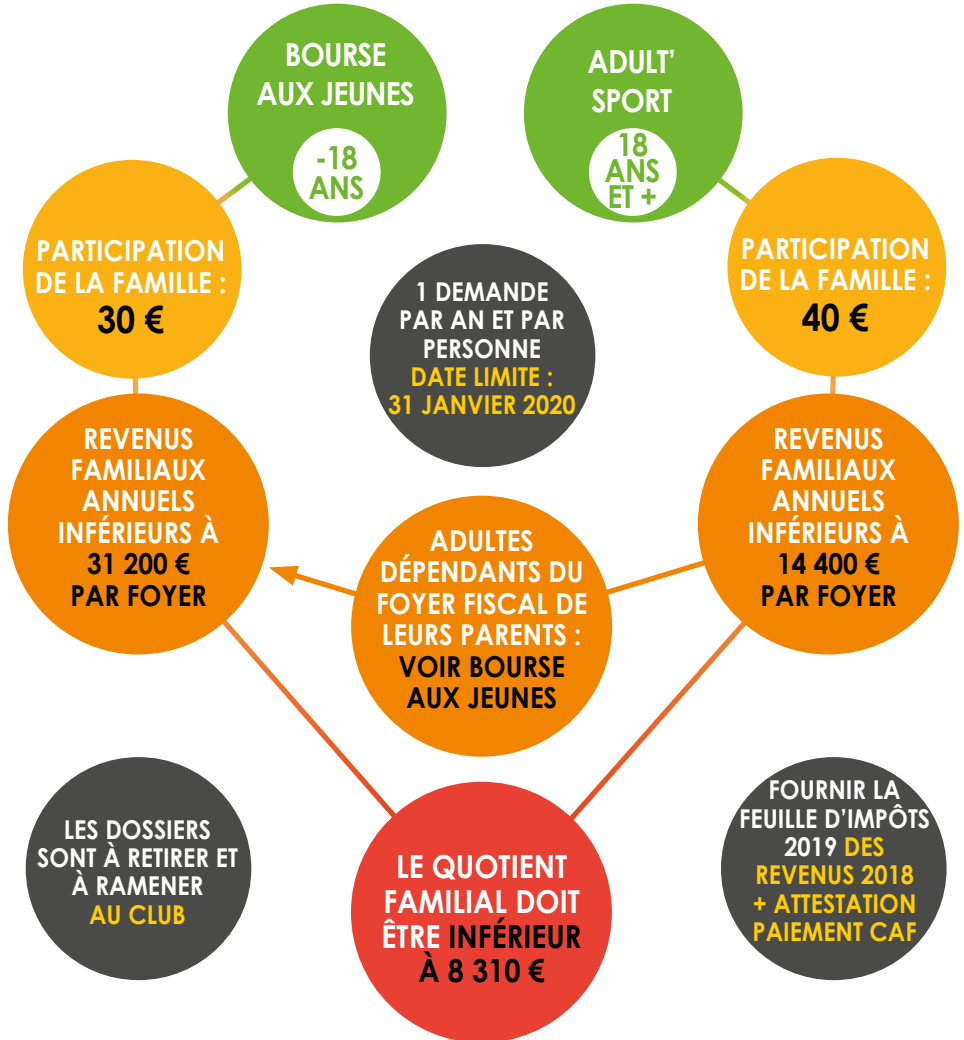 BOURSE
AUX JEUNES
-18
ANS
ADULT’
SPORT
18
ANS
ET +
PARTICIPATION
DE LA FAMILLE :
30 €
1 DEMANDE
PAR AN ET PAR
PERSONNE
DATE LIMITE :
31 JANVIER 2020
PARTICIPATION
DE LA FAMILLE :
40 €
REVENUS
FAMILIAUX
ANNUELS
INFÉRIEURS À
31 200 €
PAR FOYER
ADULTES
DÉPENDANTS DU
FOYER FISCAL DE
LEURS PARENTS :
VOIR BOURSE
AUX JEUNES
REVENUS
FAMILIAUX
ANNUELS
INFÉRIEURS À
14 400 €
PAR FOYER
LES DOSSIERS
SONT À RETIRER ET
À RAMENER
AU CLUB
LE QUOTIENT
FAMILIAL DOIT
ÊTRE INFÉRIEUR
À 8 310 €
FOURNIR LA
FEUILLE D’IMPÔTS
2019 DES
REVENUS 2018
+ ATTESTATION
PAIEMENT CAF